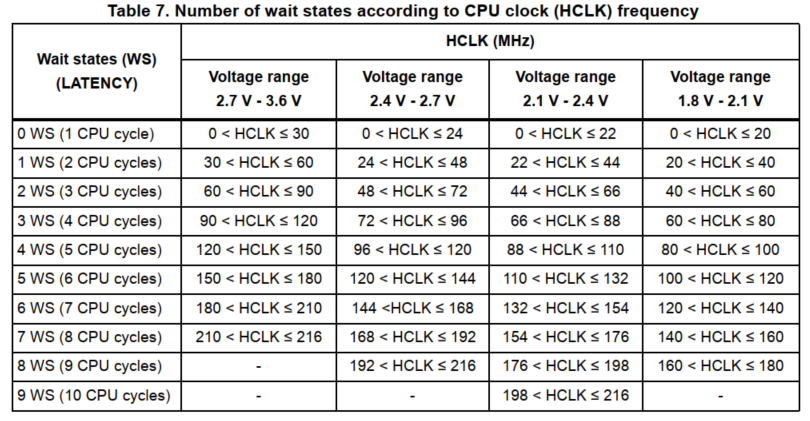 Table 7. Number of wait states according to CPU clock (HCLK) frequency
Wait states (WS)
(LATENCY)
HCLK (MHz)
Voltage range
2.7 V - 3.6 V
Voltage range
2.4 V - 2.7 V
Voltage range
2.1 V - 2.4 V
Voltage range
1.8 V - 2.1 V
0 WS (1 CPU cycle) 0 < HCLK ≤ 30 0 < HCLK ≤ 24 0 < HCLK ≤ 22 0 < HCLK ≤ 20
1 WS (2 CPU cycles) 30 < HCLK ≤ 60 24 < HCLK ≤ 48 22 < HCLK ≤ 44 20 < HCLK ≤ 40
2 WS (3 CPU cycles) 60 < HCLK ≤ 90 48 < HCLK ≤ 72 44 < HCLK ≤ 66 40 < HCLK ≤ 60
3 WS (4 CPU cycles) 90 < HCLK ≤ 120 72 < HCLK ≤ 96 66 < HCLK ≤ 88 60 < HCLK ≤ 80
4 WS (5 CPU cycles) 120 < HCLK ≤ 150 96 < HCLK ≤ 120 88 < HCLK ≤ 110 80 < HCLK ≤ 100
5 WS (6 CPU cycles) 150 < HCLK ≤ 180 120 < HCLK ≤ 144 110 < HCLK ≤ 132 100 < HCLK ≤ 120
6 WS (7 CPU cycles) 180 < HCLK ≤ 210 144 <HCLK ≤ 168 132 < HCLK ≤ 154 120 < HCLK ≤ 140
7 WS (8 CPU cycles) 210 < HCLK ≤ 216 168 < HCLK ≤ 192 154 < HCLK ≤ 176 140 < HCLK ≤ 160
8 WS (9 CPU cycles) - 192 < HCLK ≤ 216 176 < HCLK ≤ 198 160 < HCLK ≤ 180
9 WS (10 CPU cycles) - - 198 < HCLK ≤ 216 -